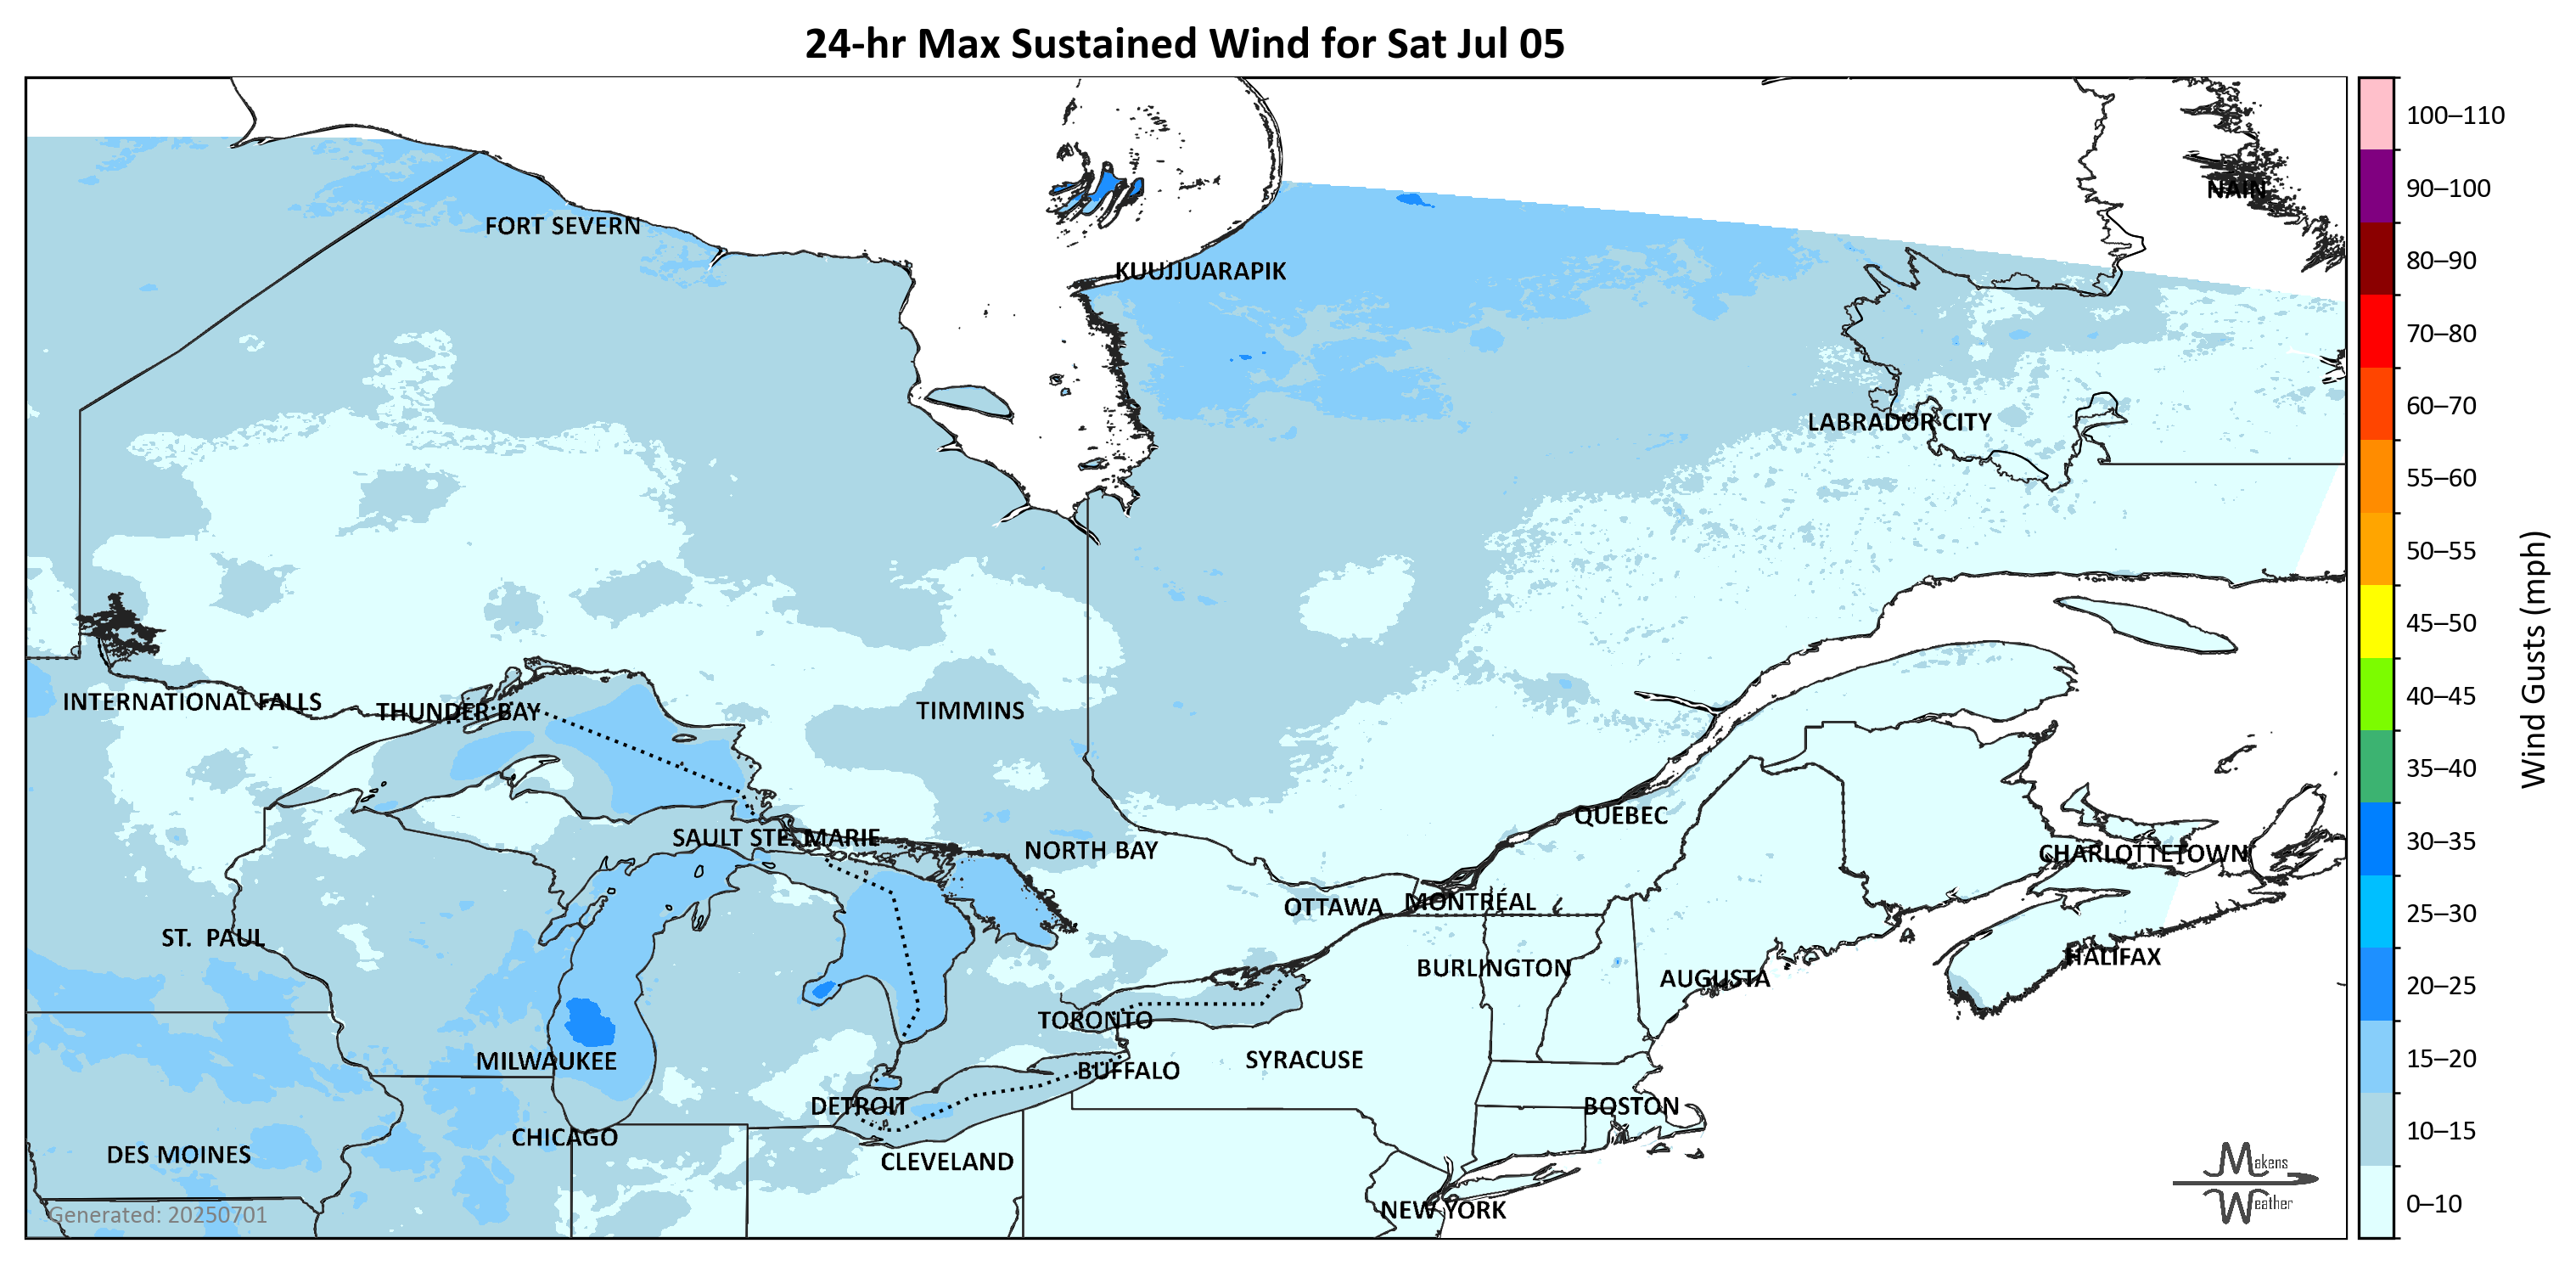 24-hr Max Sustained Wind for Sat Jul 05
NAIN
FORT SEVERN
KUUJJUARAPIK
LABRADOR CITY
INTERNATIONAL FALLS
THUNDER BAY
TIMMINS
QUEBEC
SAULT STE. MARIE
NORTH BAY
CHARLOTTETOWN
OTTAWA
MONTRÉAL
ST. PAUL
HALIFAX
BURLINGTON
AUGUSTA
TORONTO
MILWAUKEE
SYRACUSE
BUFFALO
DETROIT
BOSTON
CHICAGO
DES MOINES
CLEVELAND
NEW YORK
Generated: 20250701
Makens
Weather
100–110
90–100
80–90
70–80
60–70
55–60
50–55
45–50
40–45
35–40
30–35
25–30
20–25
15–20
10–15
0–10
Wind Gusts (mph)